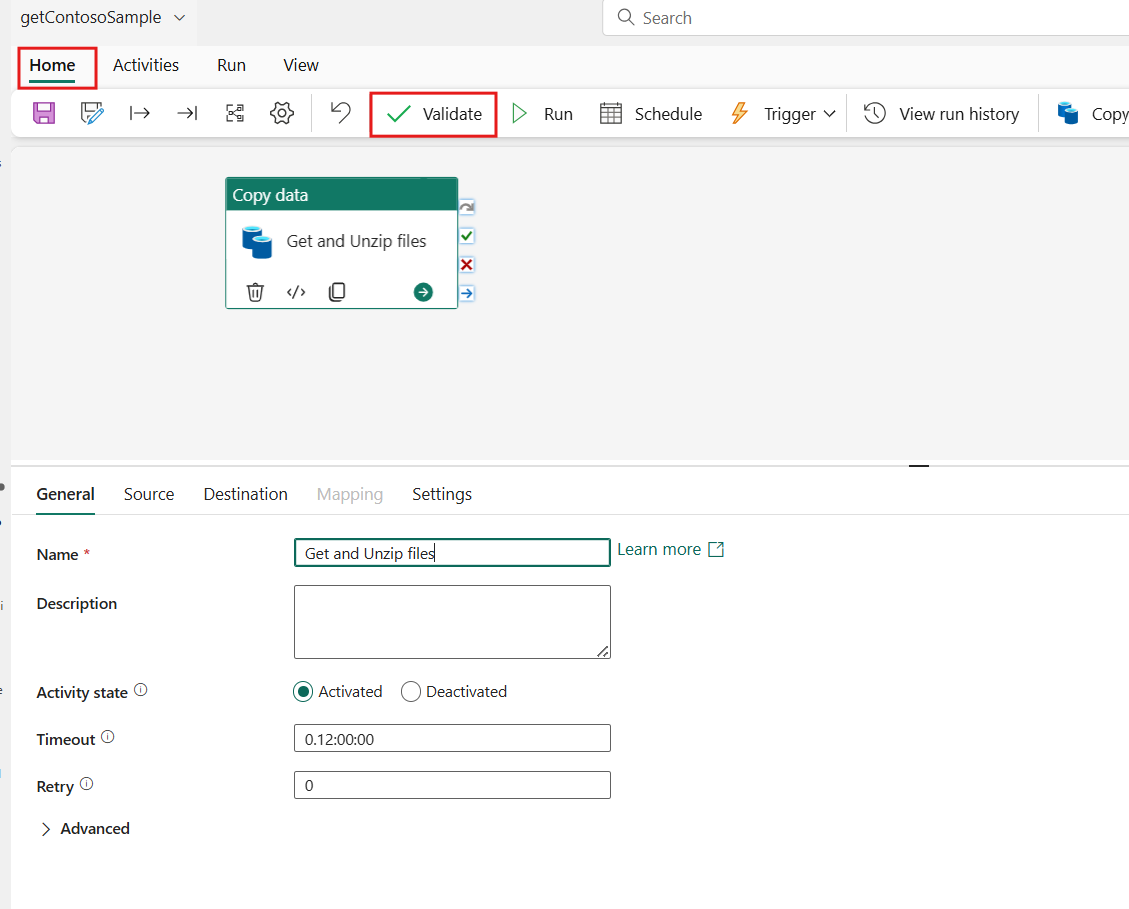 getContosoSample
Search
Home Activities Run View
Validate Run Schedule Trigger View run history Copy
Copy data
Get and Unzip files
General Source Destination Mapping Settings
Name * Get and Unzip files Learn more
Description
Activity state Activated Deactivated
Timeout 0.12:00:00
Retry 0
Advanced